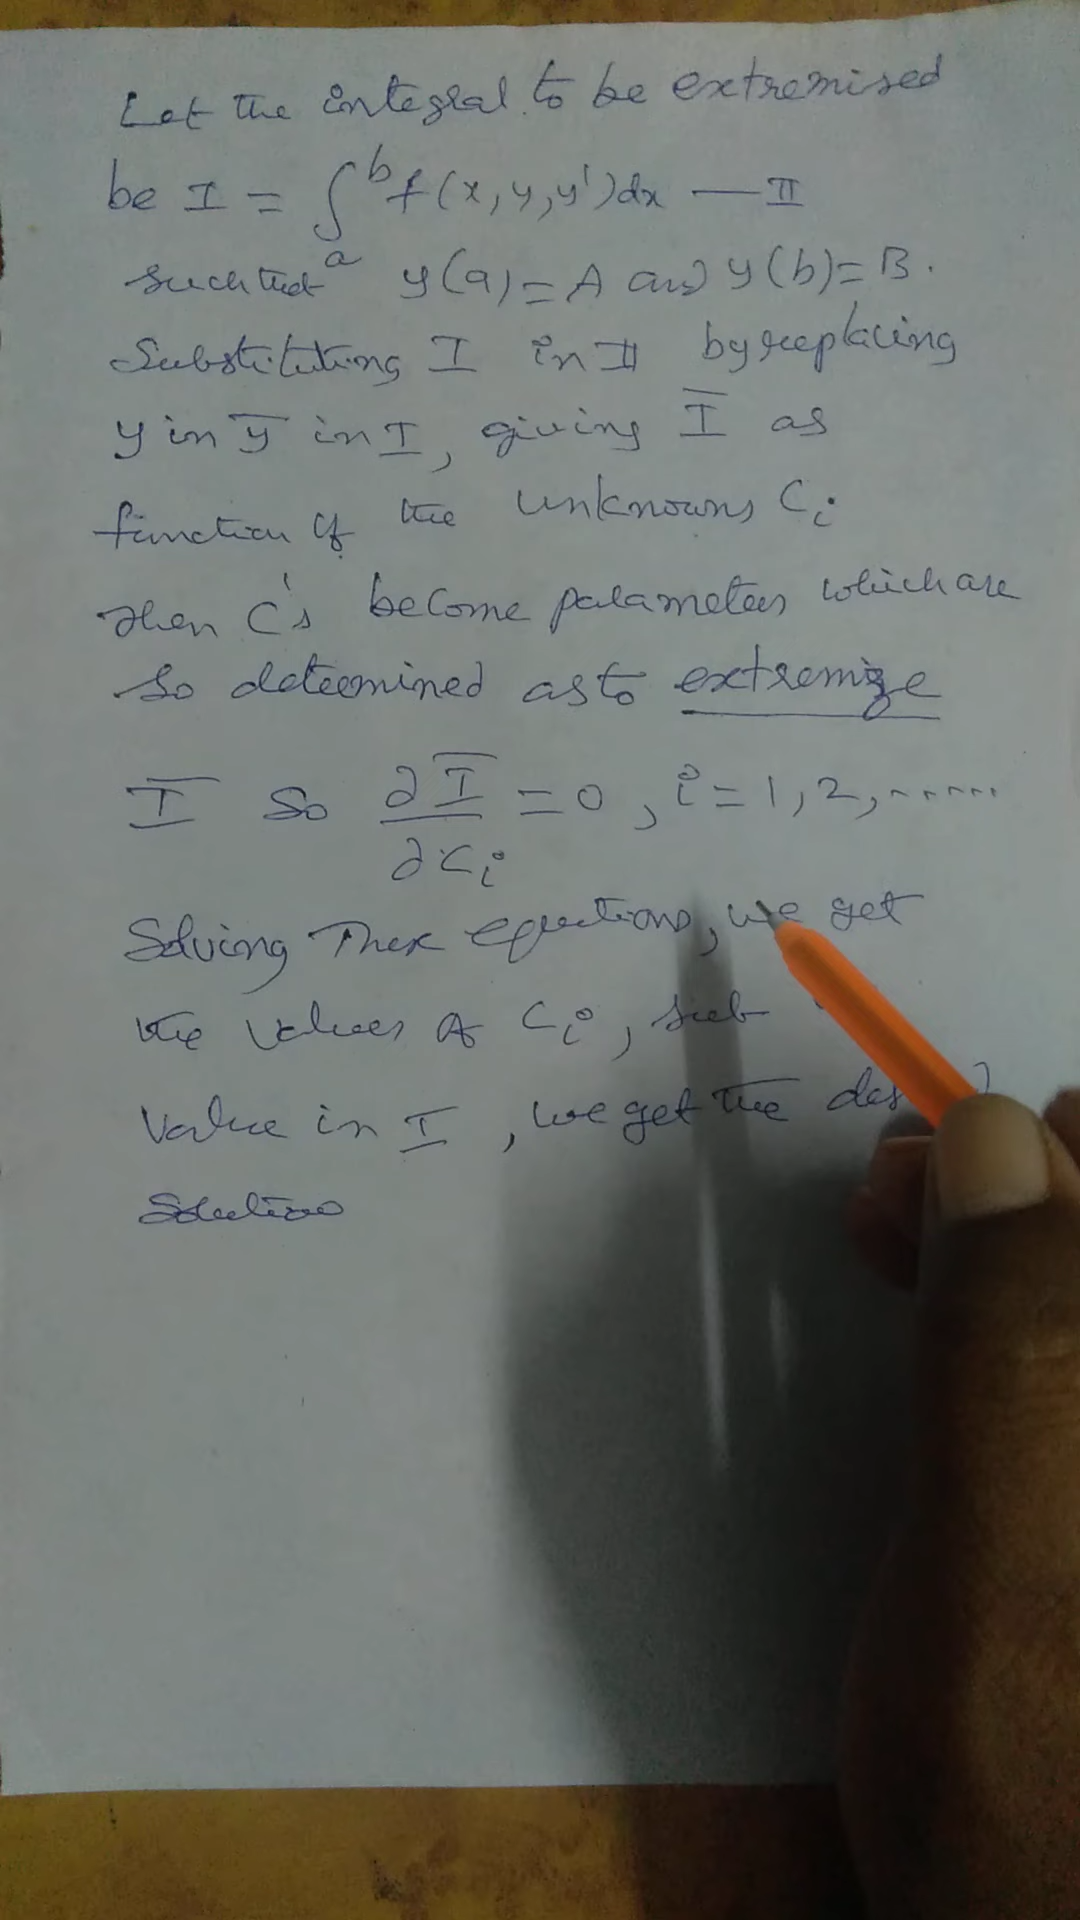 Let the integral to be extremised
be I = ∫ₐᵇ f(x, y, y')dx — II
such that y(a) = A and y(b) = B.
Substituting I in II by replacing
y in y̅ in I, giving I̅ as
function of the unknowns Cᵢ
then C's become parameters which are
so determined as to extremize
I̅ so ∂I̅/∂Cᵢ = 0, i = 1, 2, ......
Solving these equations, we get
the values of Cᵢ, sub
value in I, we get the
solution